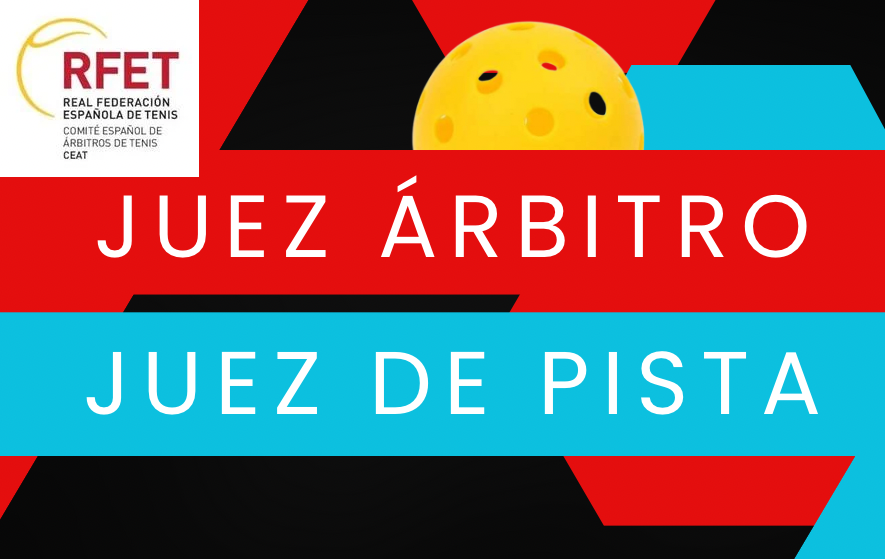 RFET
REAL FEDERACIÓN
ESPAÑOLA DE TENIS
COMITÉ ESPAÑOL DE
ÁRBITROS DE TENIS
CEAT
JUEZ ÁRBITRO
JUEZ DE PISTA